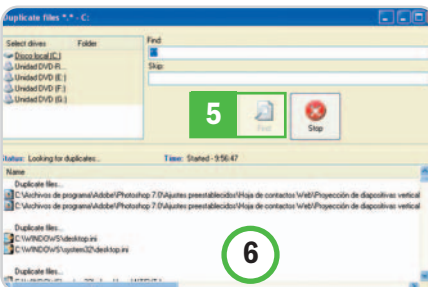 Duplicate files *.* - C:
Select drives Folder
Disco local (C:)
Unidad DVD-R...
Unidad DVD (E:)
Unidad DVD (F:)
Unidad DVD (G:)
Find:
*.*
Skip:
5
Find
Stop
Status: Looking for duplicates... Time: Started - 9:56:47
Name
Duplicate files...
C:\Archivos de programa\Adobe\Photoshop 7.0\Ajustes preestablecidos\Hoja de contactos Web\Proyección de diapositivas vertical
C:\Archivos de programa\Adobe\Photoshop 7.0\Ajustes preestablecidos\Hoja de contactos Web\Proyección de diapositivas vertical
Duplicate files...
C:\WINDOWS\desktop.ini
C:\WINDOWS\system32\desktop.ini
6
Duplicate files...